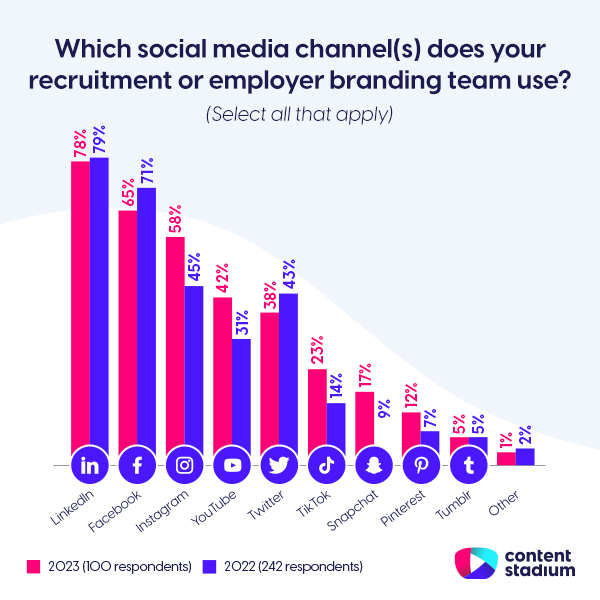 Which social media channel(s) does your
recruitment or employer branding team use?
(Select all that apply)
78% 79%
65% 71%
58% 45%
42% 31%
38% 43%
23% 14%
17% 9%
12% 7%
5% 5%
1% 2%
LinkedIn
Facebook
Instagram
YouTube
Twitter
TikTok
Snapchat
Pinterest
Tumblr
Other
2023 (100 respondents) 2022 (242 respondents)
content
stadium